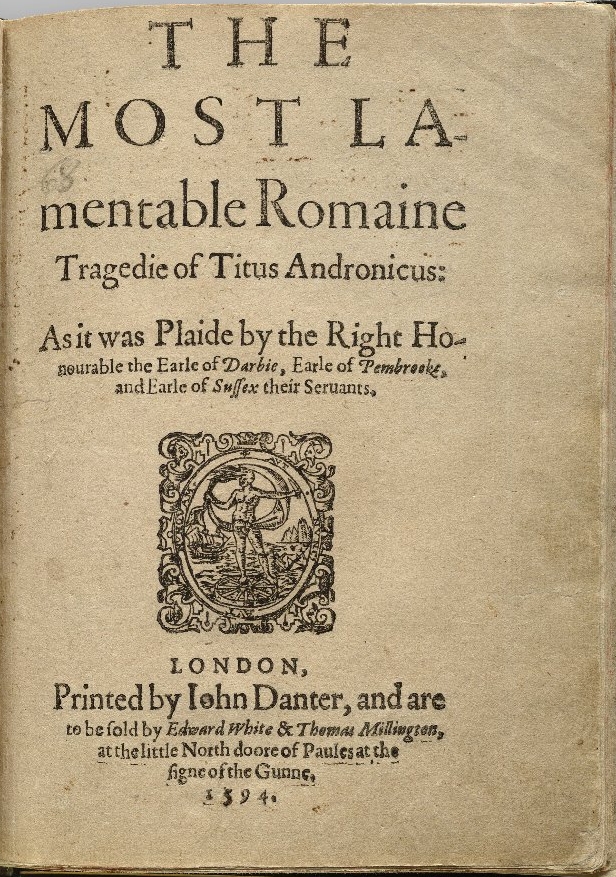 THE
MOST LA-
68
mentable Romaine
Tragedie of Titus Andronicus:
As it was Plaide by the Right Ho-
nourable the Earle of Darbie, Earle of Pembrooke,
and Earle of Suſſex their Seruants.
LONDON,
Printed by Iohn Danter, and are
to be ſold by Edward White & Thomas Millington,
at the little North doore of Paules at the
ſigne of the Gunne.
1594.